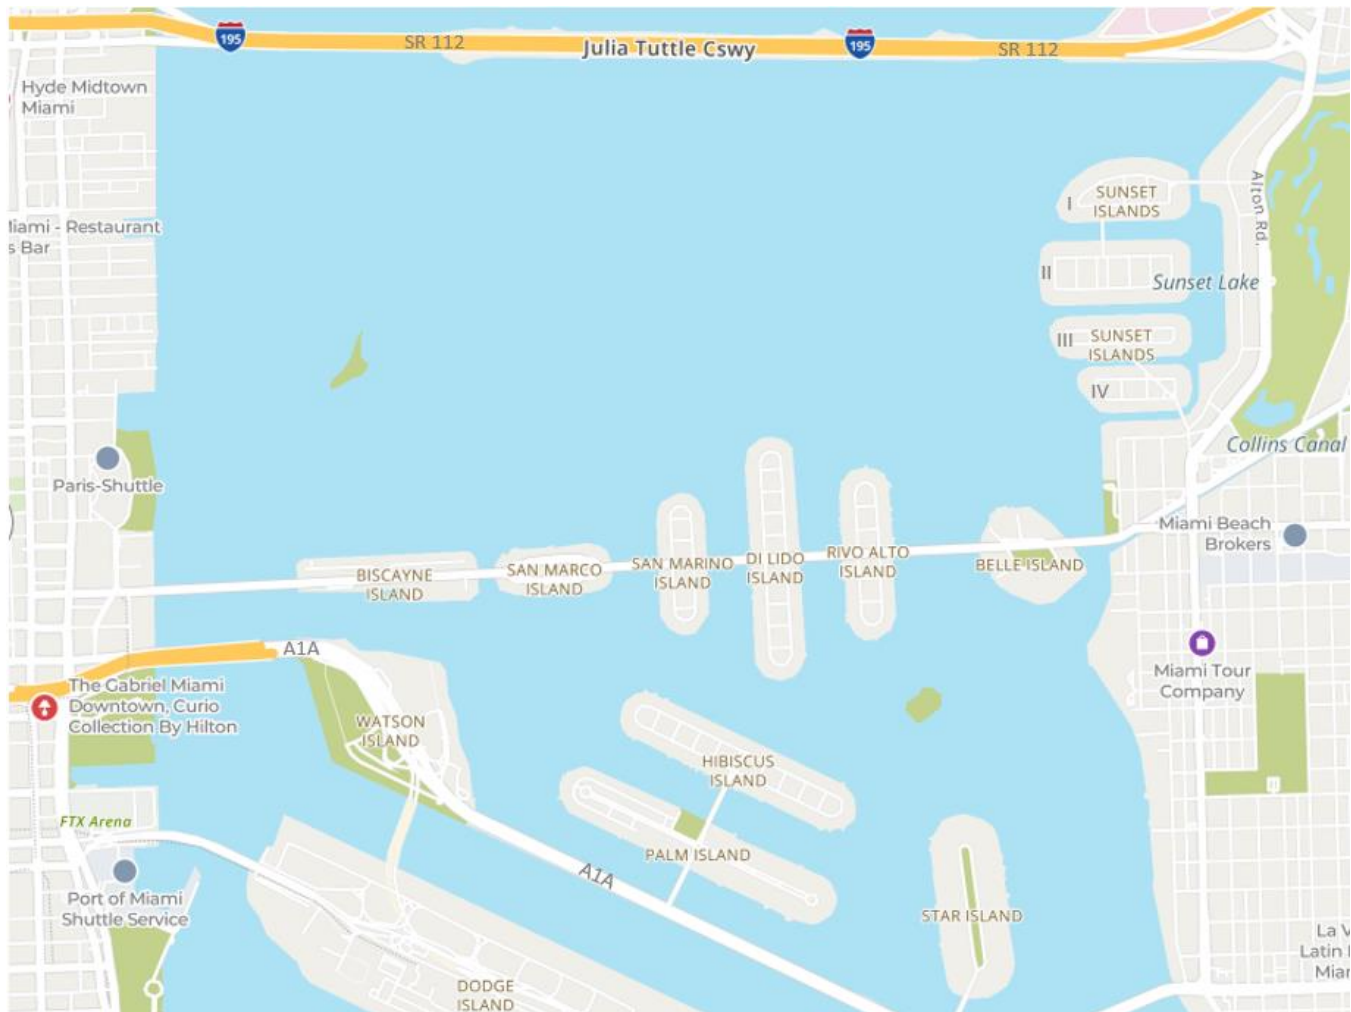 195
SR 112
Julia Tuttle Cswy
195
SR 112
Hyde Midtown
Miami
Alton Rd.
I
SUNSET
ISLANDS
Miami - Restaurant
s Bar
II
Sunset Lake
III
SUNSET
ISLANDS
IV
Collins Canal
Paris-Shuttle
Miami Beach
Brokers
BISCAYNE
ISLAND
SAN MARCO
ISLAND
SAN MARINO
ISLAND
DI LIDO
ISLAND
RIVO ALTO
ISLAND
BELLE ISLAND
A1A
Miami Tour
Company
The Gabriel Miami
Downtown, Curio
Collection By Hilton
WATSON
ISLAND
HIBISCUS
ISLAND
FTX Arena
PALM ISLAND
A1A
Port of Miami
Shuttle Service
STAR ISLAND
La V
Latin
Miar
DODGE
ISLAND